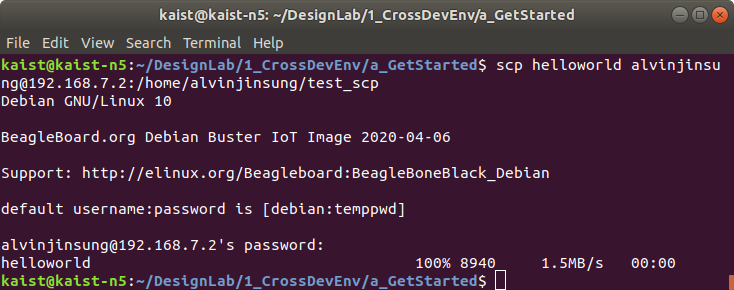 kaist@kaist-n5: ~/DesignLab/1_CrossDevEnv/a_GetStarted
File Edit View Search Terminal Help
kaist@kaist-n5:~/DesignLab/1_CrossDevEnv/a_GetStarted$ scp helloworld alvinjinsu
ng@192.168.7.2:/home/alvinjinsung/test_scp
Debian GNU/Linux 10
BeagleBoard.org Debian Buster IoT Image 2020-04-06
Support: http://elinux.org/Beagleboard:BeagleBoneBlack_Debian
default username:password is [debian:temppwd]
alvinjinsung@192.168.7.2's password:
helloworld 100% 8940 1.5MB/s 00:00
kaist@kaist-n5:~/DesignLab/1_CrossDevEnv/a_GetStarted$